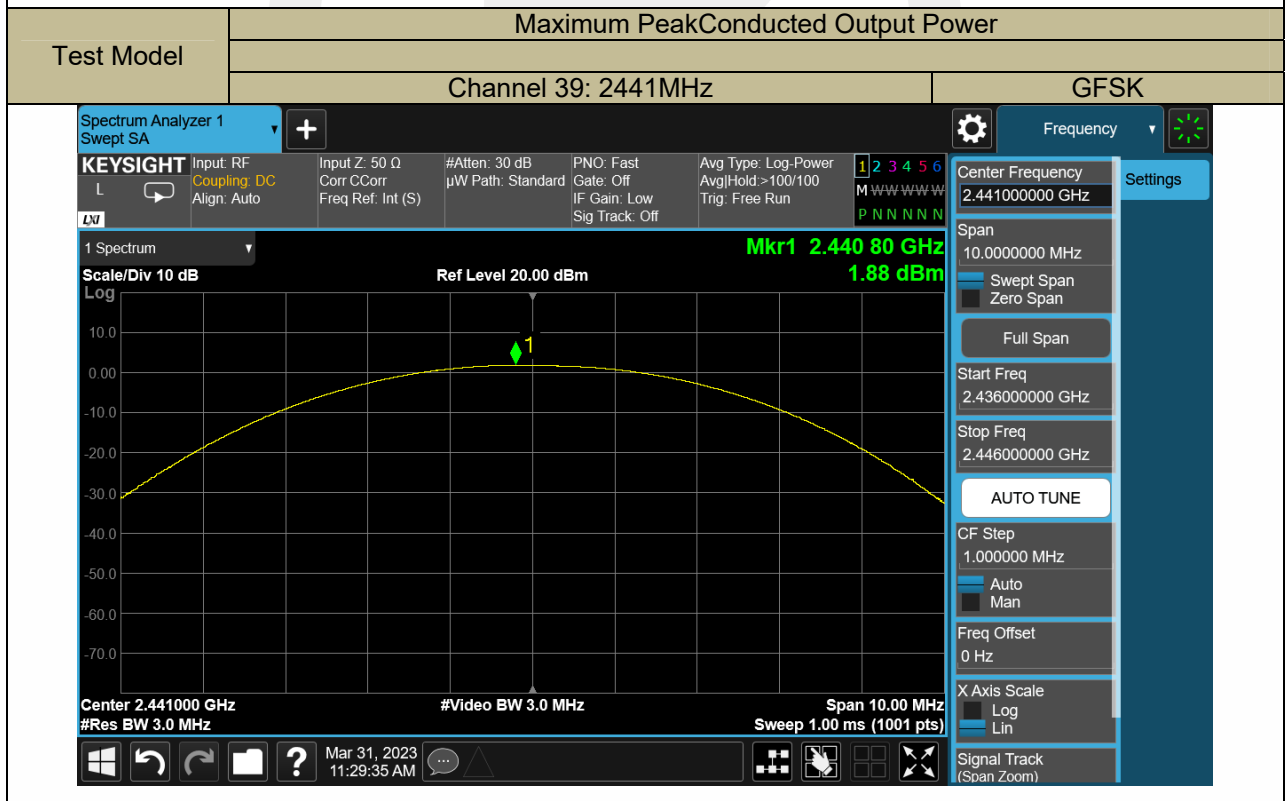 Maximum PeakConducted Output Power
Test Model
Channel 39: 2441MHz GFSK
Spectrum Analyzer 1
Swept SA
Frequency
KEYSIGHT Input: RF Input Z: 50 Ω #Atten: 30 dB PNO: Fast Avg Type: Log-Power 1 2 3 4 5 6
L Coupling: DC Corr CCorr µW Path: Standard Gate: Off Avg|Hold:>100/100 M W W W W W
Align: Auto Freq Ref: Int (S) IF Gain: Low Trig: Free Run
LXI Sig Track: Off P N N N N N
1 Spectrum Mkr1 2.440 80 GHz
Scale/Div 10 dB Ref Level 20.00 dBm 1.88 dBm
Log
10.0
1
0.00
-10.0
-20.0
-30.0
-40.0
-50.0
-60.0
-70.0
Center 2.441000 GHz #Video BW 3.0 MHz Span 10.00 MHz
#Res BW 3.0 MHz Sweep 1.00 ms (1001 pts)
Center Frequency
2.441000000 GHz
Settings
Span
10.0000000 MHz
Swept Span
Zero Span
Full Span
Start Freq
2.436000000 GHz
Stop Freq
2.446000000 GHz
AUTO TUNE
CF Step
1.000000 MHz
Auto
Man
Freq Offset
0 Hz
X Axis Scale
Log
Lin
Signal Track
(Span Zoom)
? Mar 31, 2023
11:29:35 AM